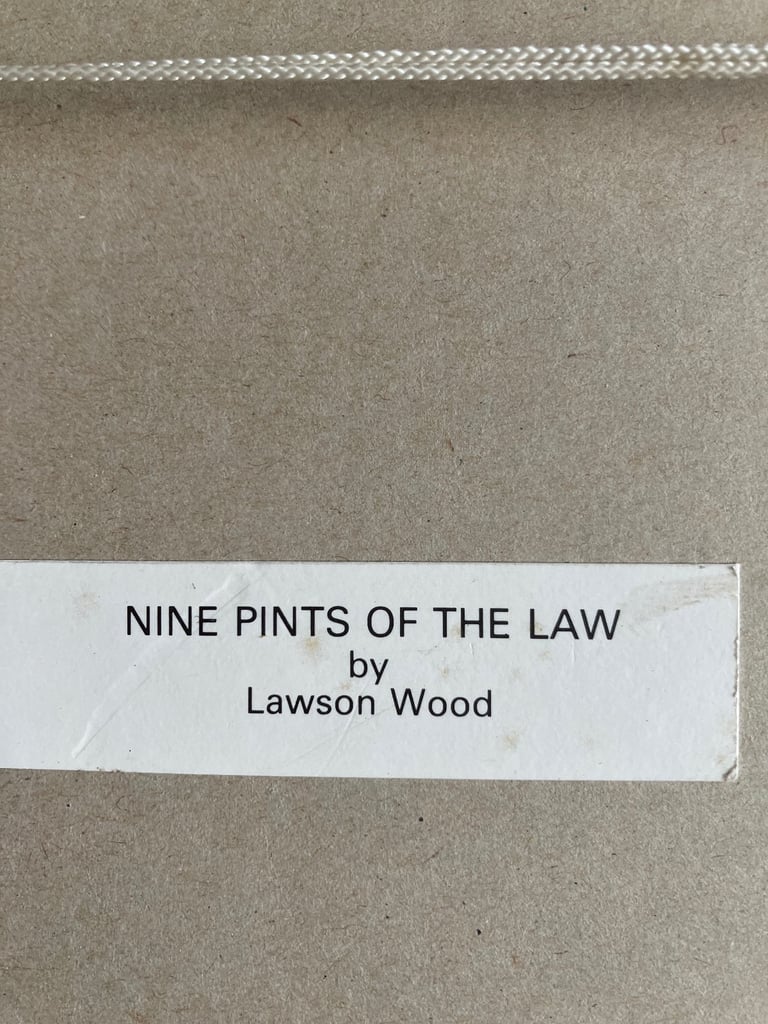 NINE PINTS OF THE LAW
by
Lawson Wood